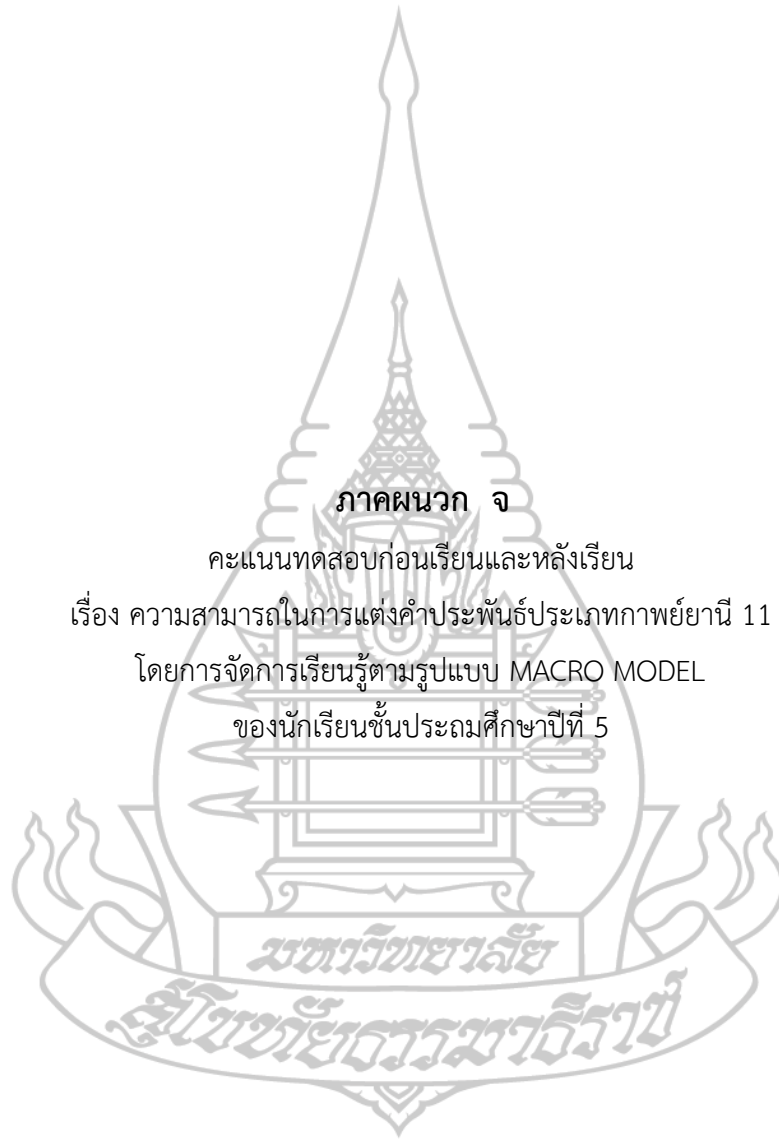 ภาคผนวก จ
คะแนนทดสอบก่อนเรียนและหลังเรียน
เรื่อง ความสามารถในการแต่งคำประพันธ์ประเภทกาพย์ยานี 11
โดยการจัดการเรียนรู้ตามรูปแบบ MACRO MODEL
ของนักเรียนชั้นประถมศึกษาปีที่ 5
มหาวิทยาลัย
สุโขทัยธรรมาธิราช